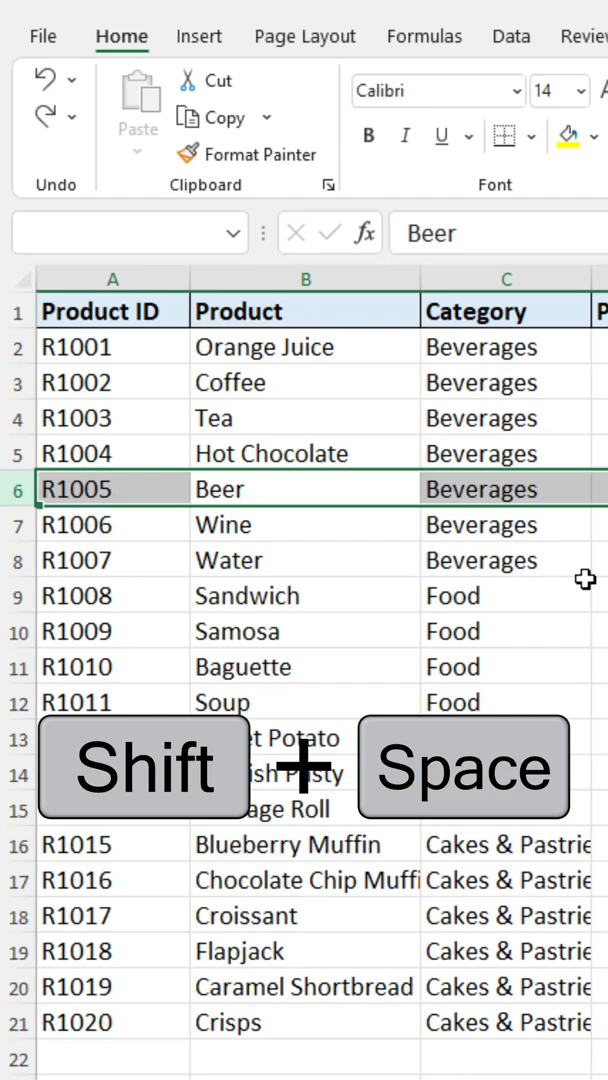 File Home Insert Page Layout Formulas Data Review
Cut
Copy
Paste
Format Painter
Undo Clipboard
Calibri 14 A
B I U
Font
fx Beer
A B C
1 Product ID Product Category P
2 R1001 Orange Juice Beverages
3 R1002 Coffee Beverages
4 R1003 Tea Beverages
5 R1004 Hot Chocolate Beverages
6 R1005 Beer Beverages
7 R1006 Wine Beverages
8 R1007 Water Beverages
9 R1008 Sandwich Food
10 R1009 Samosa Food
11 R1010 Baguette Food
12 R1011 Soup Food
13 et Potato
14 ish Pasty
Shift + Space
15 age Roll
16 R1015 Blueberry Muffin Cakes & Pastrie
17 R1016 Chocolate Chip Muffi Cakes & Pastrie
18 R1017 Croissant Cakes & Pastrie
19 R1018 Flapjack Cakes & Pastrie
20 R1019 Caramel Shortbread Cakes & Pastrie
21 R1020 Crisps Cakes & Pastrie
22